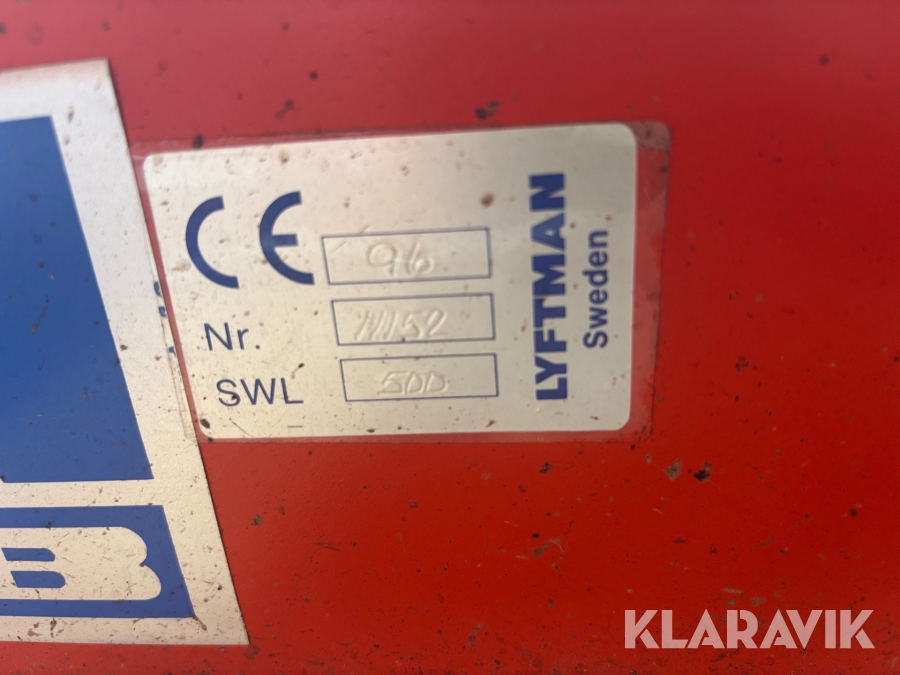 CE 96
Nr.
SWL 500
LYFTMAN
Sweden
B
KLARAVIK